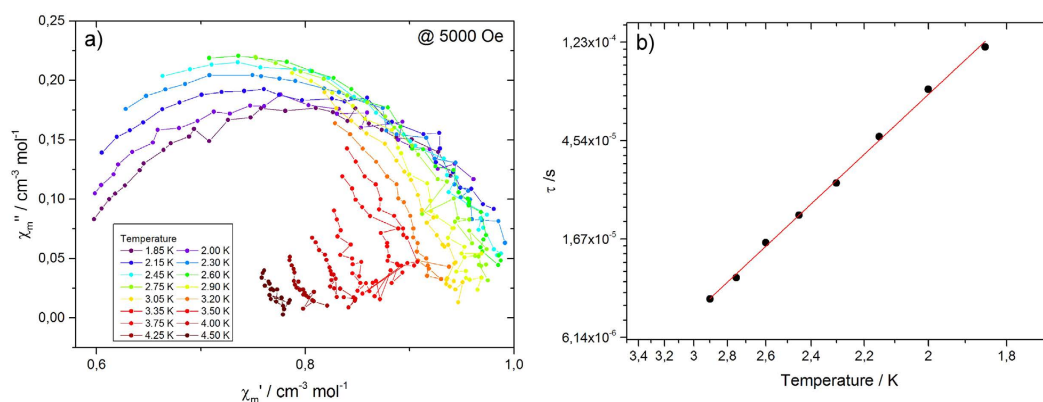 a)
@ 5000 Oe
0,25
0,20
0,15
0,10
0,05
0,00
χm'' / cm-3 mol-1
Temperature
1.85 K 2.00 K
2.15 K 2.30 K
2.45 K 2.60 K
2.75 K 2.90 K
3.05 K 3.20 K
3.35 K 3.50 K
3.75 K 4.00 K
4.25 K 4.50 K
0,6 0,8 1,0
χm' / cm-3 mol-1
b)
1,23x10-4
4,54x10-5
1,67x10-5
6,14x10-6
τ /s
3,4 3,2 3 2,8 2,6 2,4 2,2 2 1,8
Temperature / K